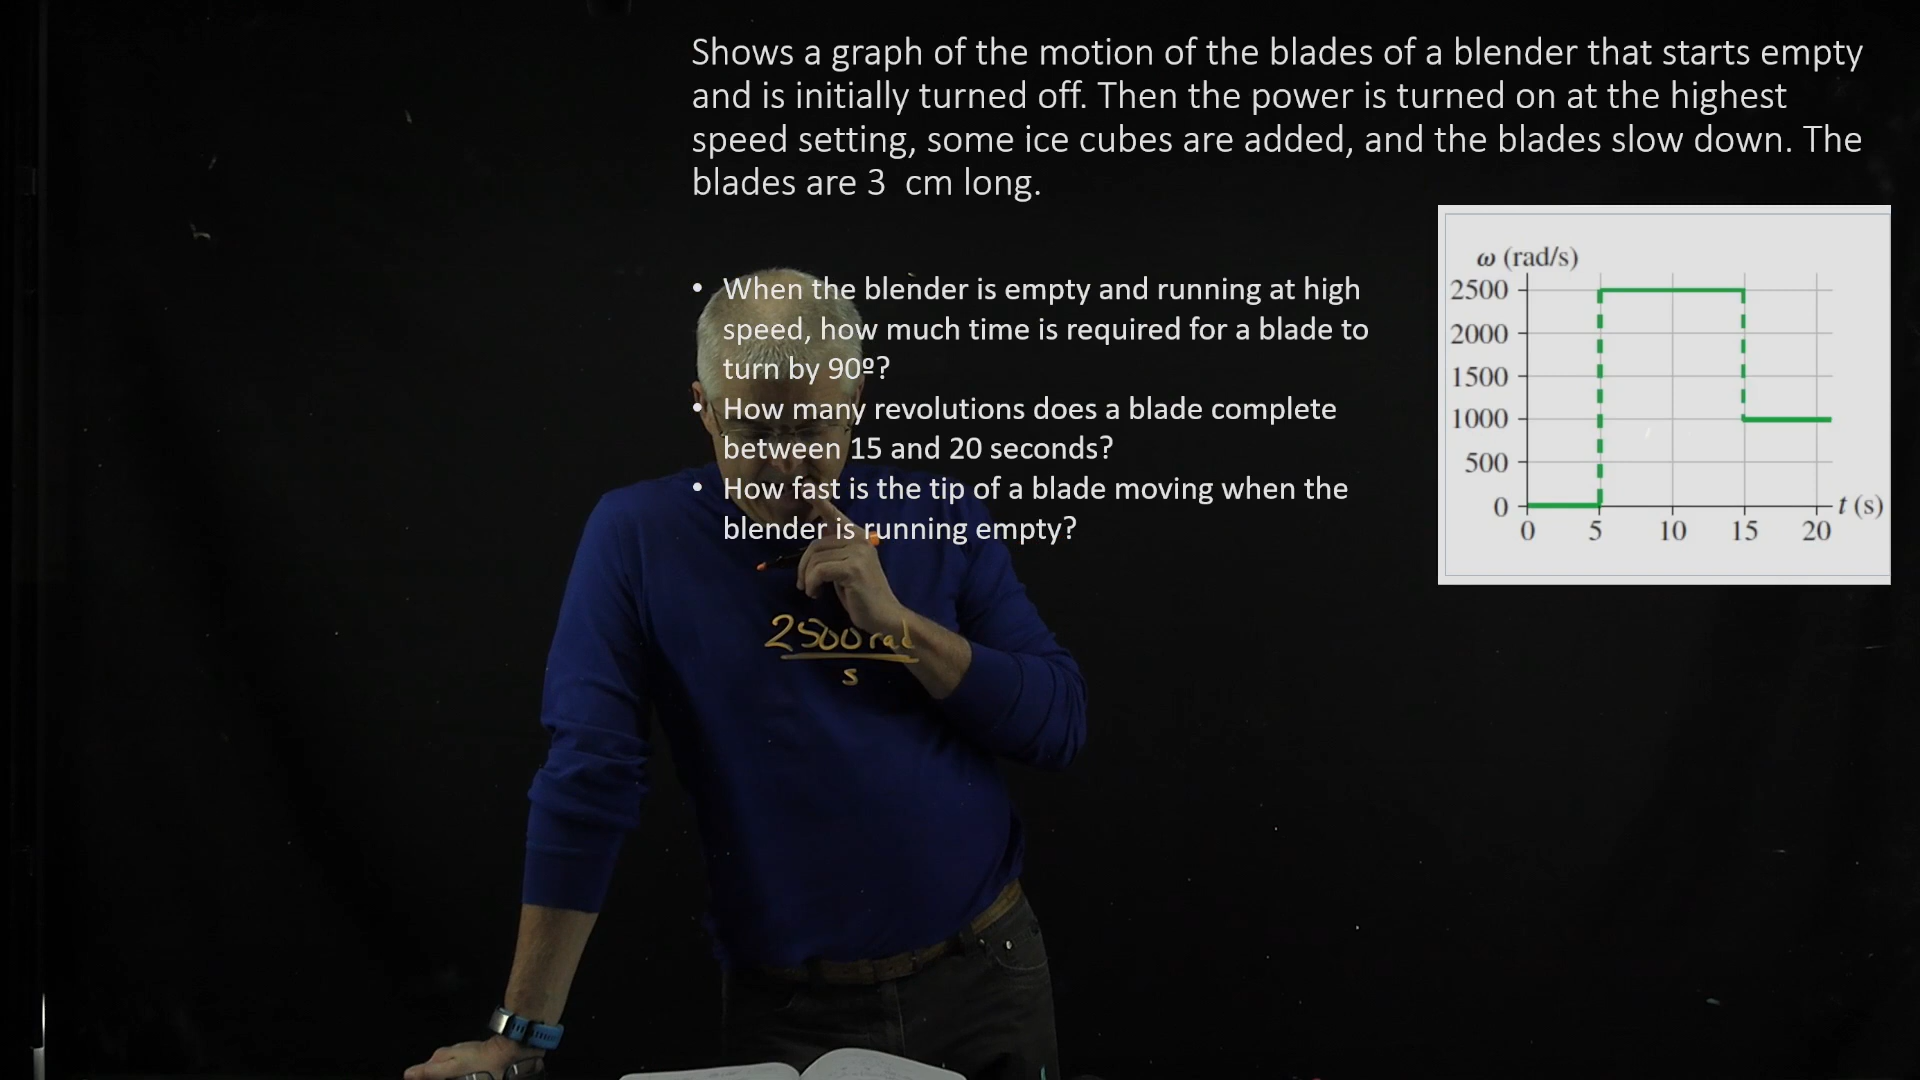 Shows a graph of the motion of the blades of a blender that starts empty
and is initially turned off. Then the power is turned on at the highest
speed setting, some ice cubes are added, and the blades slow down. The
blades are 3  cm long.
• When the blender is empty and running at high
speed, how much time is required for a blade to
turn by 90º?
• How many revolutions does a blade complete
between 15 and 20 seconds?
• How fast is the tip of a blade moving when the
blender is running empty?
ω (rad/s)
2500
2000
1500
1000
500
0
t (s)
0 5 10 15 20
2500 rad
s